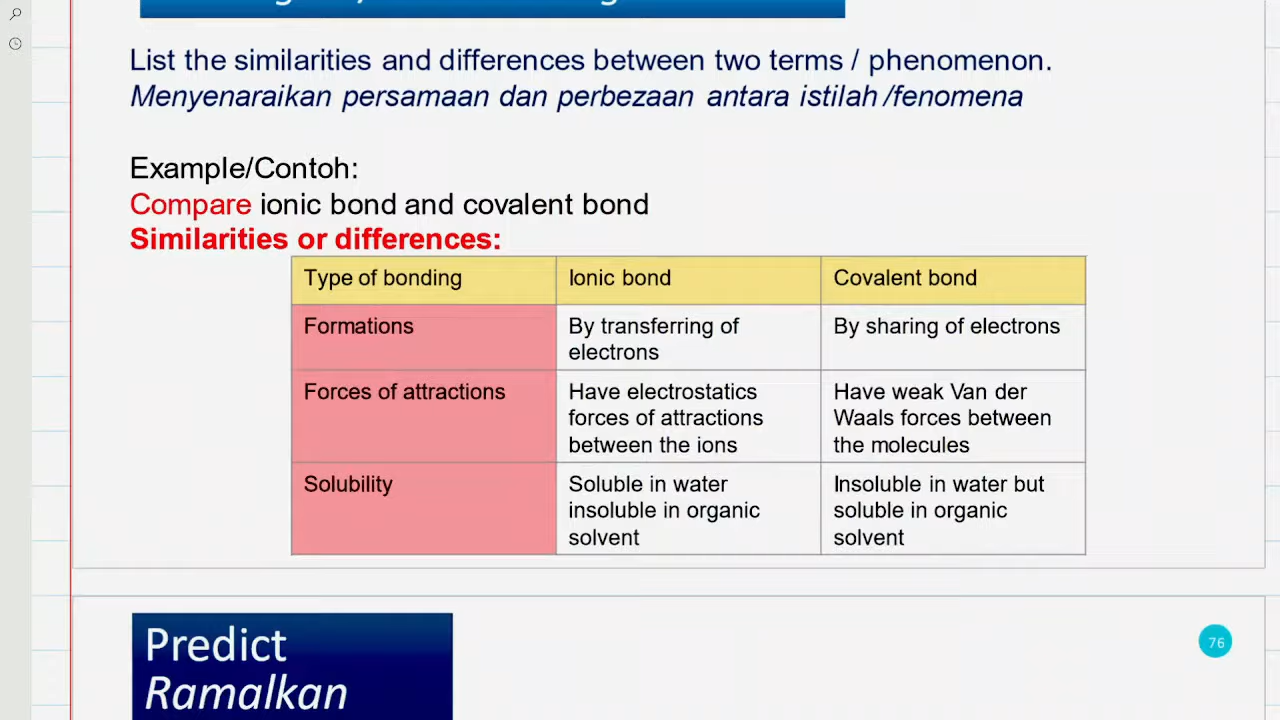 List the similarities and differences between two terms / phenomenon.
Menyenaraikan persamaan dan perbezaan antara istilah /fenomena
Example/Contoh:
Compare ionic bond and covalent bond
Similarities or differences:
Type of bonding
Ionic bond
Covalent bond
Formations
By transferring of
electrons
By sharing of electrons
Forces of attractions
Have electrostatics
forces of attractions
between the ions
Have weak Van der
Waals forces between
the molecules
Solubility
Soluble in water
insoluble in organic
solvent
Insoluble in water but
soluble in organic
solvent
Predict
Ramalkan
76